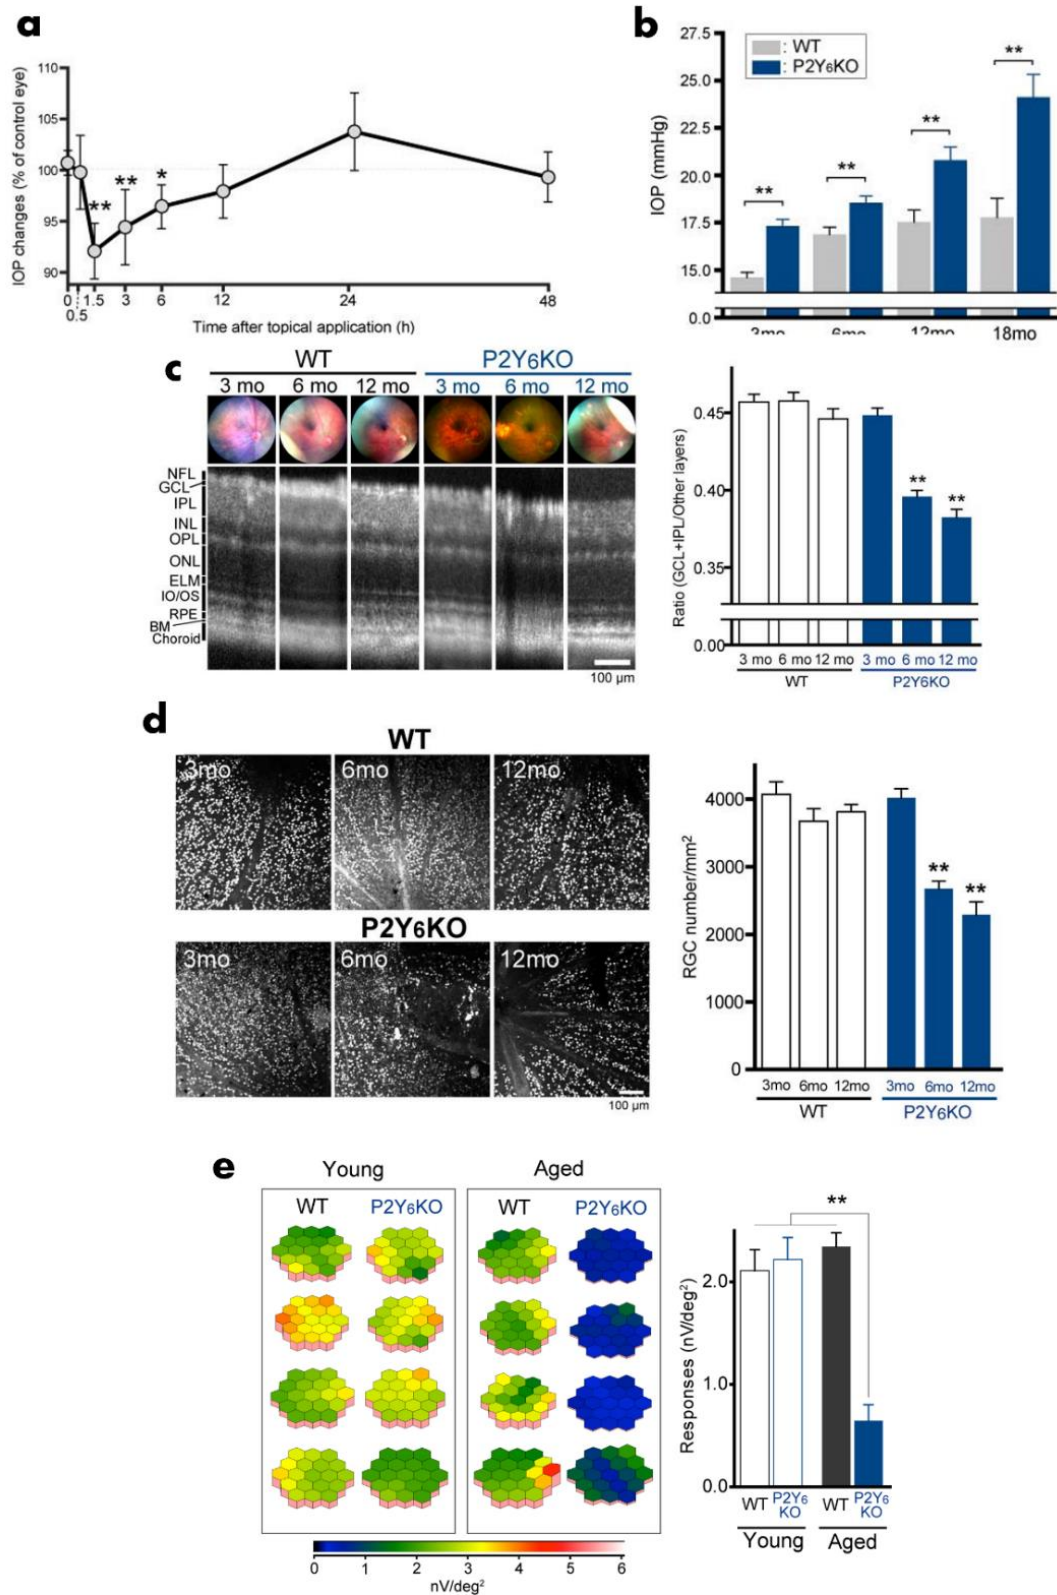 a
IOP changes (% of control eye)
110
105
100
95
90
**
**
*
0
0.5
1.5
3
6
12
24
48
Time after topical application (h)
b
: WT
: P2Y6KO
IOP (mmHg)
27.5
25.0
22.5
20.0
17.5
15.0
0.0
**
**
**
**
3mo 6mo 12mo 18mo
c
WT P2Y6KO
3 mo 6 mo 12 mo 3 mo 6 mo 12 mo
NFL
GCL
IPL
INL
OPL
ONL
ELM
IO/OS
RPE
BM
Choroid
100 µm
Ratio (GCL+IPL/Other layers)
0.45
0.40
0.35
0.00
** **
3 mo 6 mo 12 mo 3 mo 6 mo 12 mo
WT P2Y6KO
d
WT
3mo 6mo 12mo
P2Y6KO
3mo 6mo 12mo
100 µm
RGC number/mm²
4000
3000
2000
1000
0
** **
3mo 6mo 12mo 3mo 6mo 12mo
WT P2Y6KO
e
Young Aged
WT P2Y6KO WT P2Y6KO
0 1 2 3 4 5 6
nV/deg²
Responses (nV/deg²)
2.0
1.0
0.0
**
WT P2Y6 KO WT P2Y6 KO
Young Aged